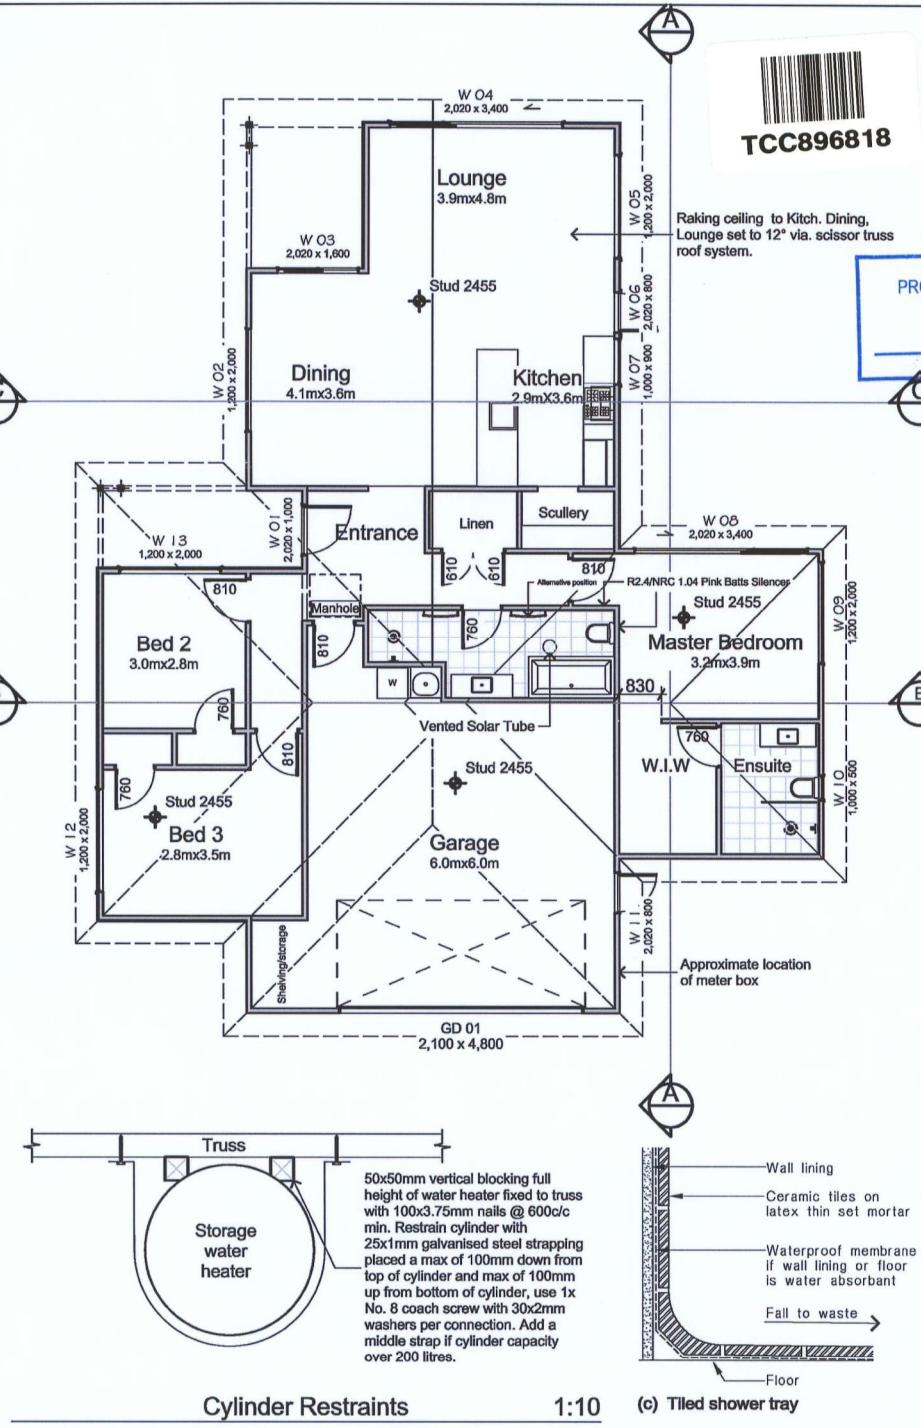 A
TCC896818
W 04
2,020 x 3,400
Lounge
3.9mx4.8m
W 05
1,200 x 2,000
Raking ceiling to Kitch. Dining,
Lounge set to 12° via. scissor truss
roof system.
W 03
2,020 x 1,600
PR
Stud 2455
W 06
2,020 x 800
W 02
1,200 x 2,000
Dining
4.1mx3.6m
Kitchen
2.9mX3.6m
W 07
1,000 x 900
W 13
1,200 x 2,000
W 01
2,020 x 1,000
Entrance
Linen
Scullery
W 08
2,020 x 3,400
610
610
810
Alternative position
R2.4/NRC 1.04 Pink Batts Silencer
810
Manhole
810
760
Stud 2455
W 09
1,200 x 2,000
Bed 2
3.0mx2.8m
Master Bedroom
3.2mx3.9m
W
830
760
Vented Solar Tube
760
810
760
W.I.W
Ensuite
Stud 2455
W 10
1,000 x 500
Stud 2455
W 12
1,200 x 2,000
Bed 3
2.8mx3.5m
Garage
6.0mx6.0m
W 11
2,020 x 800
Shelving/storage
Approximate location
of meter box
GD 01
2,100 x 4,800
A
Truss
Storage
water
heater
50x50mm vertical blocking full
height of water heater fixed to truss
with 100x3.75mm nails @ 600c/c
min. Restrain cylinder with
25x1mm galvanised steel strapping
placed a max of 100mm down from
top of cylinder and max of 100mm
up from bottom of cylinder, use 1x
No. 8 coach screw with 30x2mm
washers per connection. Add a
middle strap if cylinder capacity
over 200 litres.
Wall lining
Ceramic tiles on
latex thin set mortar
Waterproof membrane
if wall lining or floor
is water absorbant
Fall to waste
Floor
Cylinder Restraints 1:10
(c) Tiled shower tray